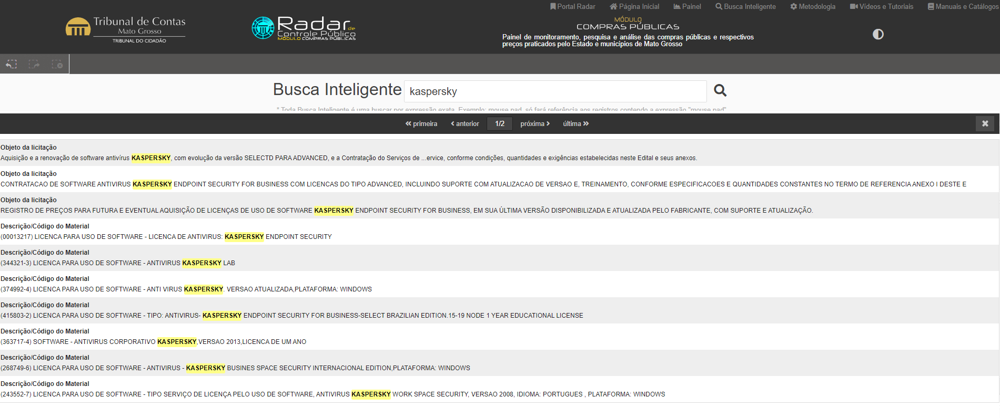 Portal Radar Página Inicial Painel Busca Inteligente Metodologia Vídeos e Tutoriais Manuais e Catálogos
Tribunal de Contas
Mato Grosso
TRIBUNAL DO CIDADÃO
Radar de
Controle Público
MÓDULO COMPRAS PÚBLICAS
MÓDULO
COMPRAS PÚBLICAS
Painel de monitoramento, pesquisa e análise das compras públicas e respectivos
preços praticados pelo Estado e municípios de Mato Grosso
Busca Inteligente kaspersky
* Toda Busca Inteligente é uma buscar por expressão exata. Exemplo: mouse pad, só fará referência aos registros contendo a expressão "mouse pad"
primeira anterior 1/2 próxima última
Objeto da licitação
Aquisição e a renovação de software antivírus KASPERSKY, com evolução da versão SELECTD PARA ADVANCED, e a Contratação do Serviços de ...ervice, conforme condições, quantidades e exigências estabelecidas neste Edital e seus anexos.
Objeto da licitação
CONTRATACAO DE SOFTWARE ANTIVIRUS KASPERSKY ENDPOINT SECURITY FOR BUSINESS COM LICENCAS DO TIPO ADVANCED, INCLUINDO SUPORTE COM ATUALIZACAO DE VERSAO E, TREINAMENTO, CONFORME ESPECIFICACOES E QUANTIDADES CONSTANTES NO TERMO DE REFERENCIA ANEXO I DESTE E
Objeto da licitação
REGISTRO DE PREÇOS PARA FUTURA E EVENTUAL AQUISIÇÃO DE LICENÇAS DE USO DE SOFTWARE KASPERSKY ENDPOINT SECURITY FOR BUSINESS, EM SUA ÚLTIMA VERSÃO DISPONIBILIZADA E ATUALIZADA PELO FABRICANTE, COM SUPORTE E ATUALIZAÇÃO.
Descrição/Código do Material
(00013217) LICENCA PARA USO DE SOFTWARE - LICENCA DE ANTIVIRUS: KASPERSKY ENDPOINT SECURITY
Descrição/Código do Material
(344321-3) LICENCA PARA USO DE SOFTWARE - ANTIVIRUS KASPERSKY LAB
Descrição/Código do Material
(374992-4) LICENCA PARA USO DE SOFTWARE - ANTI VIRUS KASPERSKY. VERSAO ATUALIZADA,PLATAFORMA: WINDOWS
Descrição/Código do Material
(415803-2) LICENCA PARA USO DE SOFTWARE - TIPO: ANTIVIRUS- KASPERSKY ENDPOINT SECURITY FOR BUSINESS-SELECT BRAZILIAN EDITION.15-19 NODE 1 YEAR EDUCATIONAL LICENSE
Descrição/Código do Material
(363717-4) SOFTWARE - ANTIVIRUS CORPORATIVO KASPERSKY,VERSAO 2013,LICENCA DE UM ANO
Descrição/Código do Material
(268749-6) LICENCA PARA USO DE SOFTWARE - ANTIVIRUS - KASPERSKY BUSINES SPACE SECURITY INTERNACIONAL EDITION,PLATAFORMA: WINDOWS
Descrição/Código do Material
(243552-7) LICENCA PARA USO DE SOFTWARE - TIPO SERVIÇO DE LICENÇA PELO USO DE SOFTWARE, ANTIVIRUS KASPERSKY WORK SPACE SECURITY, VERSAO 2008, IDIOMA: PORTUGUES , PLATAFORMA: WINDOWS